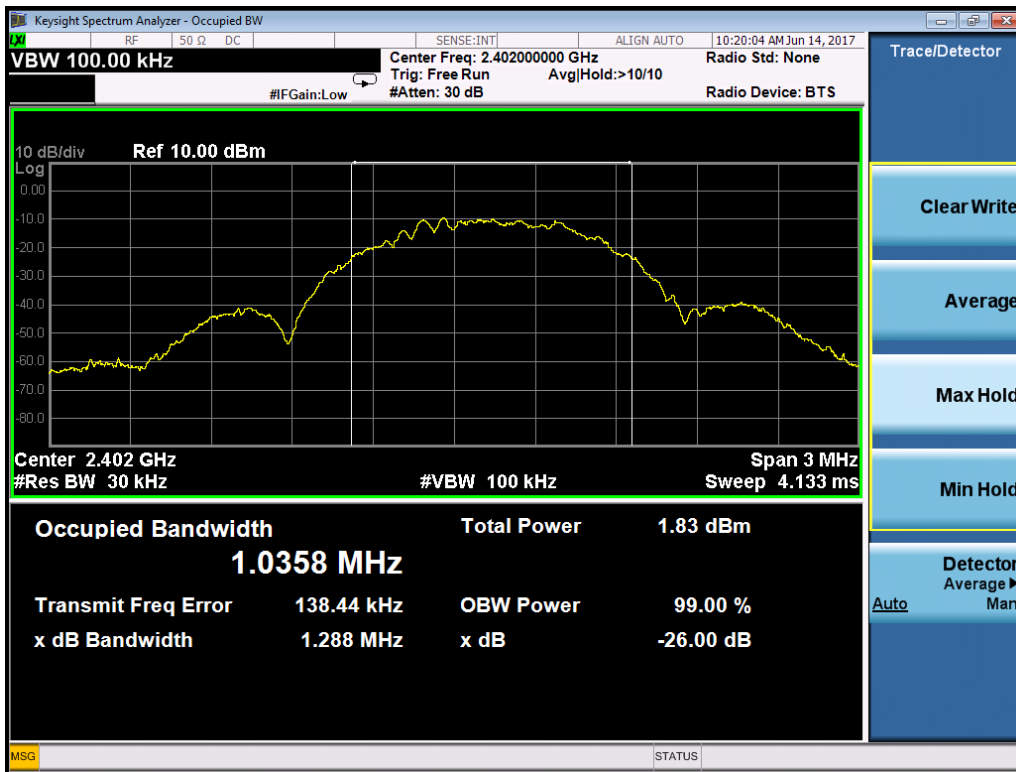 Keysight Spectrum Analyzer - Occupied BW
LXI RF 50 Ω DC SENSE:INT ALIGN AUTO 10:20:04 AM Jun 14, 2017
VBW 100.00 kHz
Center Freq: 2.402000000 GHz Radio Std: None
Trig: Free Run Avg|Hold:>10/10
#IFGain:Low #Atten: 30 dB Radio Device: BTS
Trace/Detector
10 dB/div Ref 10.00 dBm
Log
0.00
-10.0
-20.0
-30.0
-40.0
-50.0
-60.0
-70.0
-80.0
Center 2.402 GHz Span 3 MHz
#Res BW 30 kHz #VBW 100 kHz Sweep 4.133 ms
Occupied Bandwidth Total Power 1.83 dBm
1.0358 MHz
Transmit Freq Error 138.44 kHz OBW Power 99.00 %
x dB Bandwidth 1.288 MHz x dB -26.00 dB
Clear Write
Average
Max Hold
Min Hold
Detector
Average
Auto Man
MSG STATUS